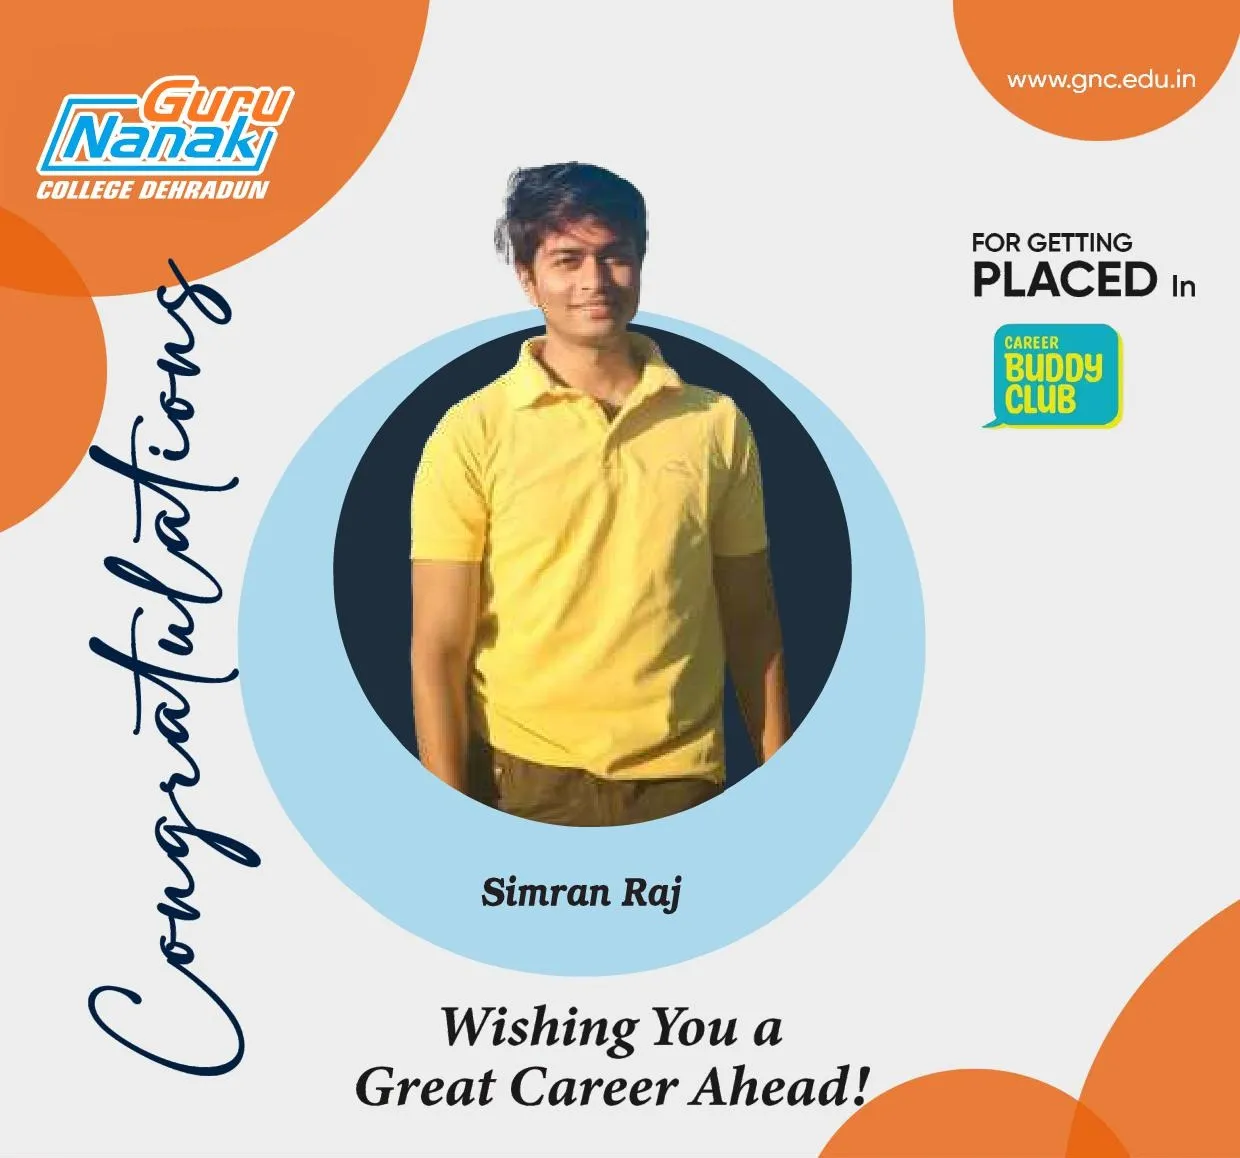 Guru
Nanak
COLLEGE DEHRADUN
www.gnc.edu.in
Congratulations
FOR GETTING
PLACED In
CAREER
BUDDY
CLUB
Simran Raj
Wishing You a
Great Career Ahead!